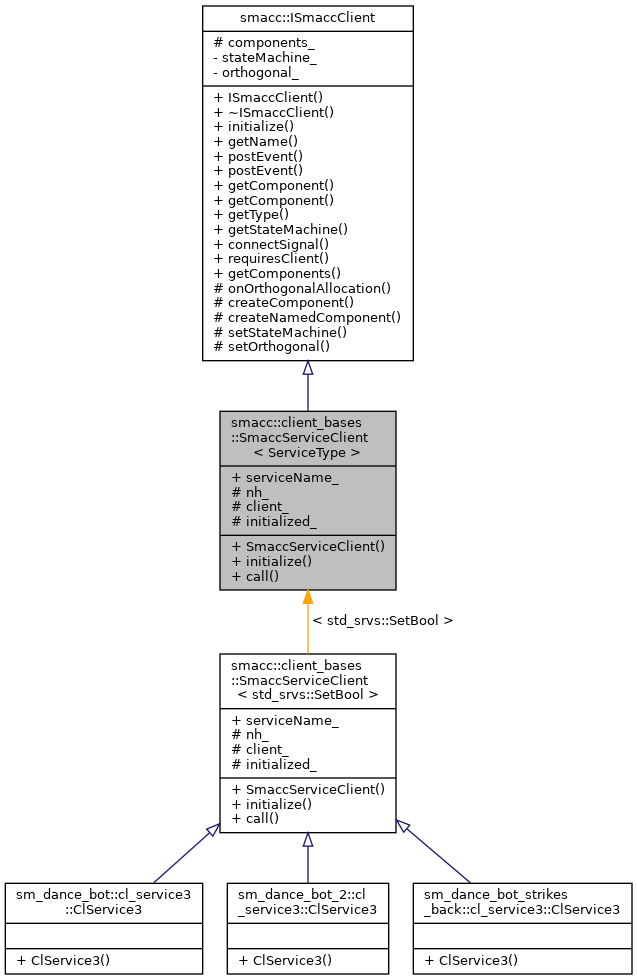 smacc::ISmaccClient
# components_
- stateMachine_
- orthogonal_
+ ISmaccClient()
+ ~ISmaccClient()
+ initialize()
+ getName()
+ postEvent()
+ postEvent()
+ getComponent()
+ getComponent()
+ getType()
+ getStateMachine()
+ connectSignal()
+ requiresClient()
+ getComponents()
# onOrthogonalAllocation()
# createComponent()
# createNamedComponent()
# setStateMachine()
# setOrthogonal()
smacc::client_bases
::SmaccServiceClient
< ServiceType >
+ serviceName_
# nh_
# client_
# initialized_
+ SmaccServiceClient()
+ initialize()
+ call()
< std_srvs::SetBool >
smacc::client_bases
::SmaccServiceClient
< std_srvs::SetBool >
+ serviceName_
# nh_
# client_
# initialized_
+ SmaccServiceClient()
+ initialize()
+ call()
sm_dance_bot::cl_service3
::ClService3
+ ClService3()
sm_dance_bot_2::cl
_service3::ClService3
+ ClService3()
sm_dance_bot_strikes
_back::cl_service3::ClService3
+ ClService3()